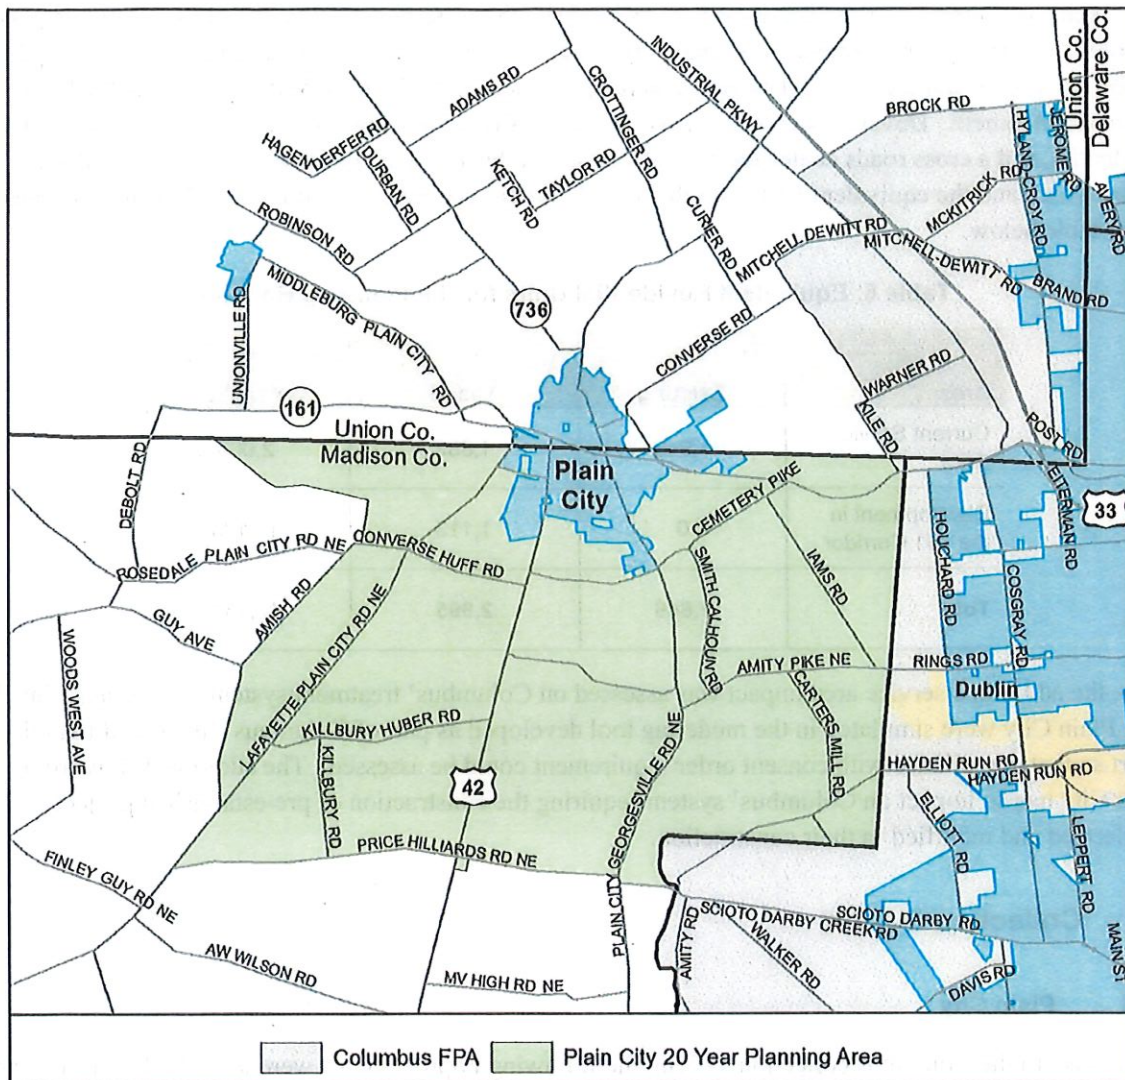 Union Co.
Delaware Co.
INDUSTRIAL PKWY
ADAMS RD
CROTTINGER RD
BROCK RD
HYLAND-CROY RD
JEROME RD
HAGENDERFER RD
DURBAN RD
KETCH RD
TAYLOR RD
MCKITRICK RD
AVERY RD
ROBINSON RD
CURIER RD
MITCHELL DEWITT RD
MITCHELL-DEWITT RD
BRAND RD
MIDDLEBURG PLAIN CITY RD
UNIONVILLE RD
736
CONVERSE RD
WARNER RD
KILE RD
161
Union Co.
Madison Co.
POST RD
EITERMAN RD
33
DEBOLT RD
Plain
City
CEMETERY PIKE
HOUCHARD RD
COSGRAY RD
ROSEDALE PLAIN CITY RD NE
CONVERSE HUFF RD
IAMS RD
SMITH CALHOUN RD
AMISH RD
GUY AVE
WOODS WEST AVE
LAFAYETTE PLAIN CITY RD NE
AMITY PIKE NE
RINGS RD
Dublin
KILLBURY HUBER RD
KILLBURY RD
CARTERS MILL RD
HAYDEN RUN RD
HAYDEN RUN RD
42
PLAIN CITY GEORGESVILLE RD NE
ELLIOTT RD
LEPPERT RD
PRICE HILLIARDS RD NE
FINLEY GUY RD NE
SCIOTO DARBY CREEK RD
SCIOTO DARBY RD
AMITY RD
WALKER RD
MAIN ST
AW WILSON RD
MV HIGH RD NE
DAVIS RD
Columbus FPA
Plain City 20 Year Planning Area